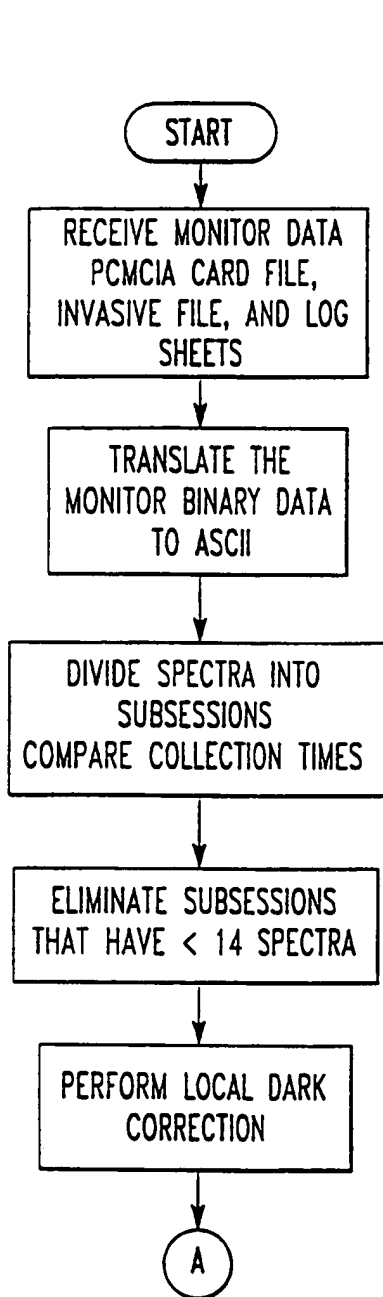 START
RECEIVE MONITOR DATA
PCMCIA CARD FILE,
INVASIVE FILE, AND LOG
SHEETS
TRANSLATE THE
MONITOR BINARY DATA
TO ASCII
DIVIDE SPECTRA INTO
SUBSESSIONS
COMPARE COLLECTION TIMES
ELIMINATE SUBSESSIONS
THAT HAVE < 14 SPECTRA
PERFORM LOCAL DARK
CORRECTION
A